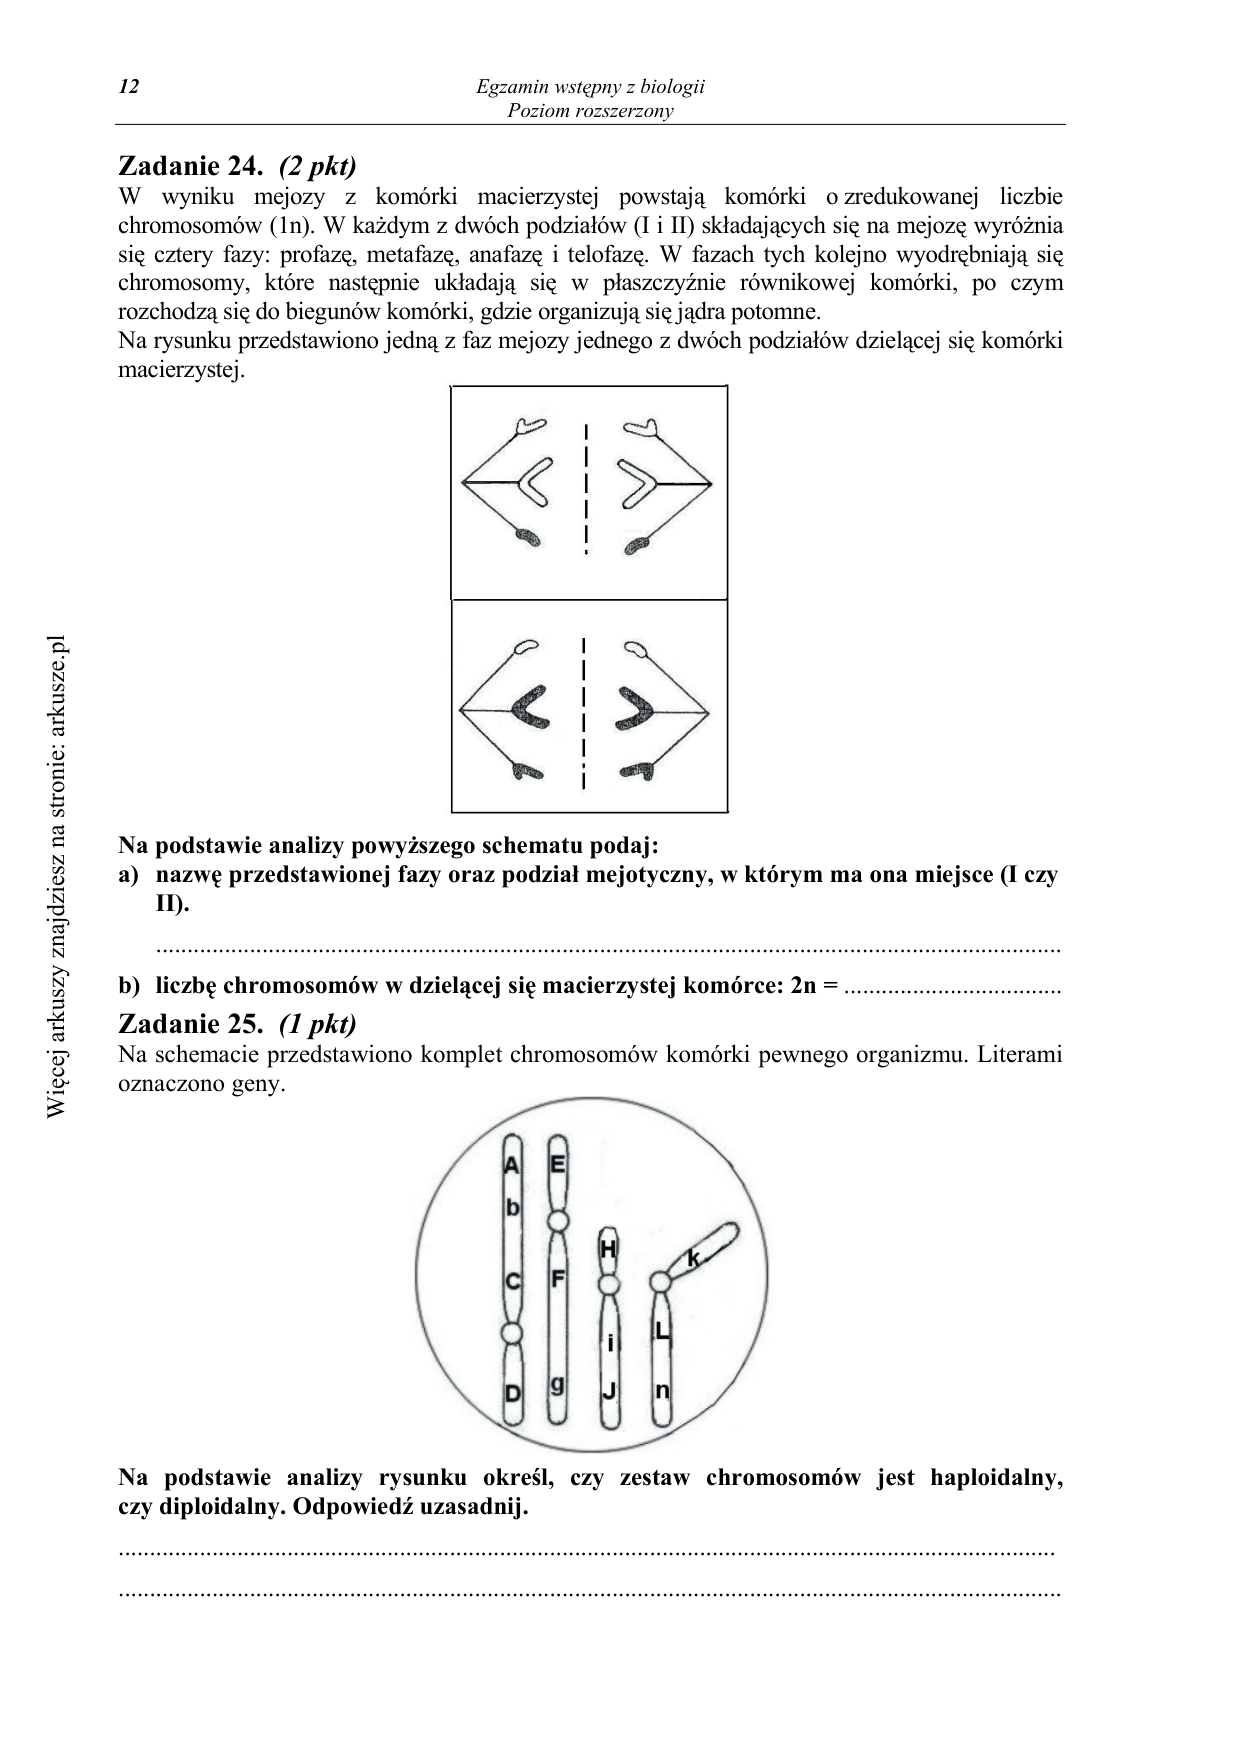 12
Egzamin wstępny z biologii
Poziom rozszerzony
Zadanie 24. (2 pkt)
W wyniku mejozy z komórki macierzystej powstają komórki o zredukowanej liczbie
chromosomów (1n). W każdym z dwóch podziałów (I i II) składających się na mejozę wyróżnia
się cztery fazy: profazę, metafazę, anafazę i telofazę. W fazach tych kolejno wyodrębniają się
chromosomy, które następnie układają się w płaszczyźnie równikowej komórki, po czym
rozchodzą się do biegunów komórki, gdzie organizują się jądra potomne.
Na rysunku przedstawiono jedną z faz mejozy jednego z dwóch podziałów dzielącej się komórki
macierzystej.
Na podstawie analizy powyższego schematu podaj:
a) nazwę przedstawionej fazy oraz podział mejotyczny, w którym ma ona miejsce (I czy
II).
b) liczbę chromosomów w dzielącej się macierzystej komórce: 2n = ...................................
Zadanie 25. (1 pkt)
Na schemacie przedstawiono komplet chromosomów komórki pewnego organizmu. Literami
oznaczono geny.
A
b
C
D
E
F
g
H
i
J
k
L
n
Na podstawie analizy rysunku określ, czy zestaw chromosomów jest haploidalny,
czy diploidalny. Odpowiedź uzasadnij.
Więcej arkuszy znajdziesz na stronie: arkusze.pl